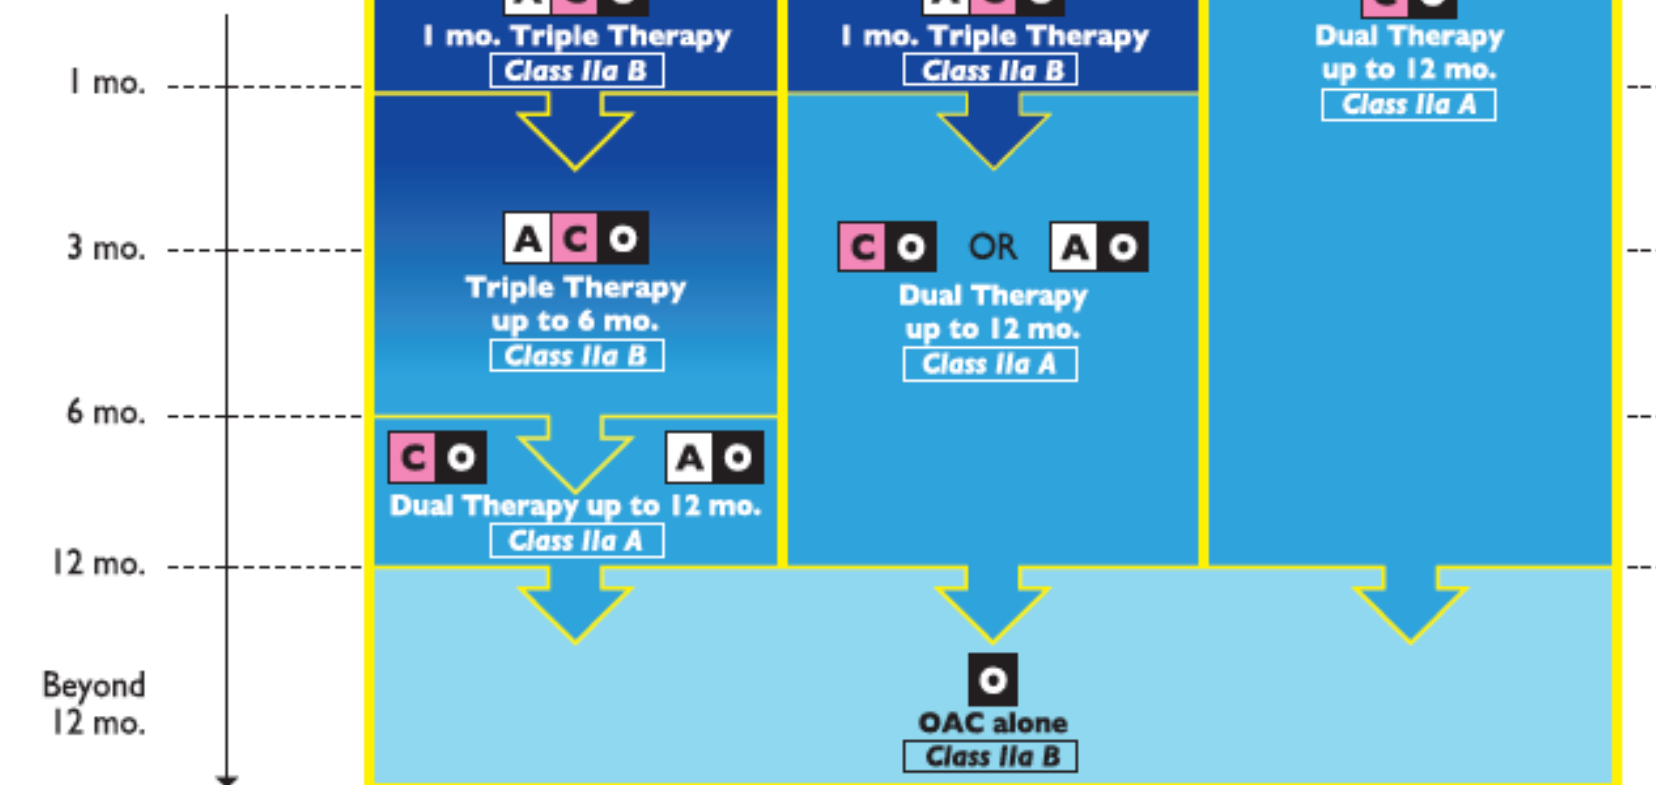 A C O
1 mo. Triple Therapy
Class IIa B
A C O
1 mo. Triple Therapy
Class IIa B
C O
Dual Therapy
up to 12 mo.
Class IIa A
1 mo.
3 mo.
A C O
Triple Therapy
up to 6 mo.
Class IIa B
C O OR A O
Dual Therapy
up to 12 mo.
Class IIa A
6 mo.
C O A O
Dual Therapy up to 12 mo.
Class IIa A
12 mo.
Beyond
12 mo.
O
OAC alone
Class IIa B